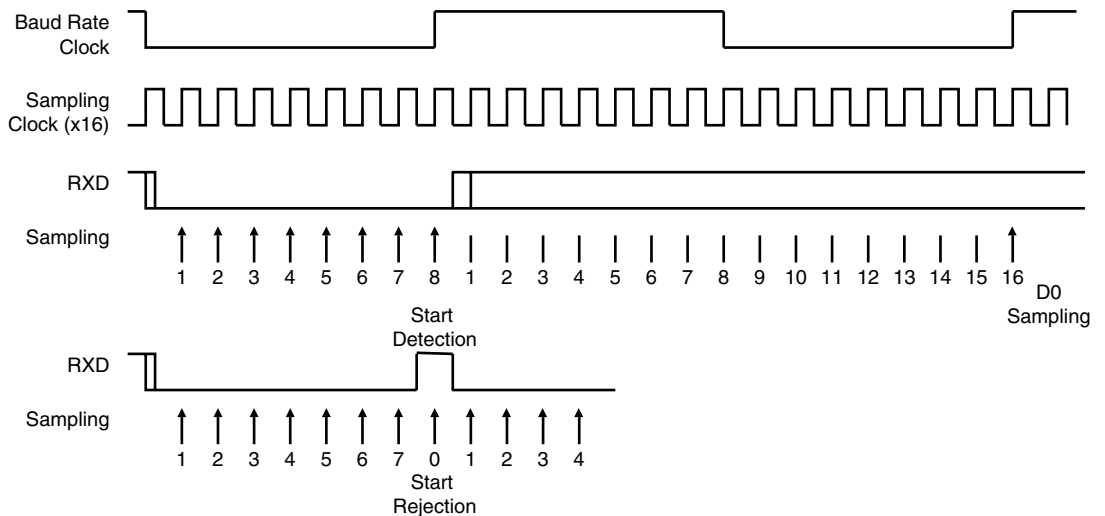 Baud Rate
Clock
Sampling
Clock (x16)
RXD
Sampling
1 2 3 4 5 6 7 8 1 2 3 4 5 6 7 8 9 10 11 12 13 14 15 16
D0
Sampling
Start
Detection
RXD
Sampling
1 2 3 4 5 6 7 0 1 2 3 4
Start
Rejection